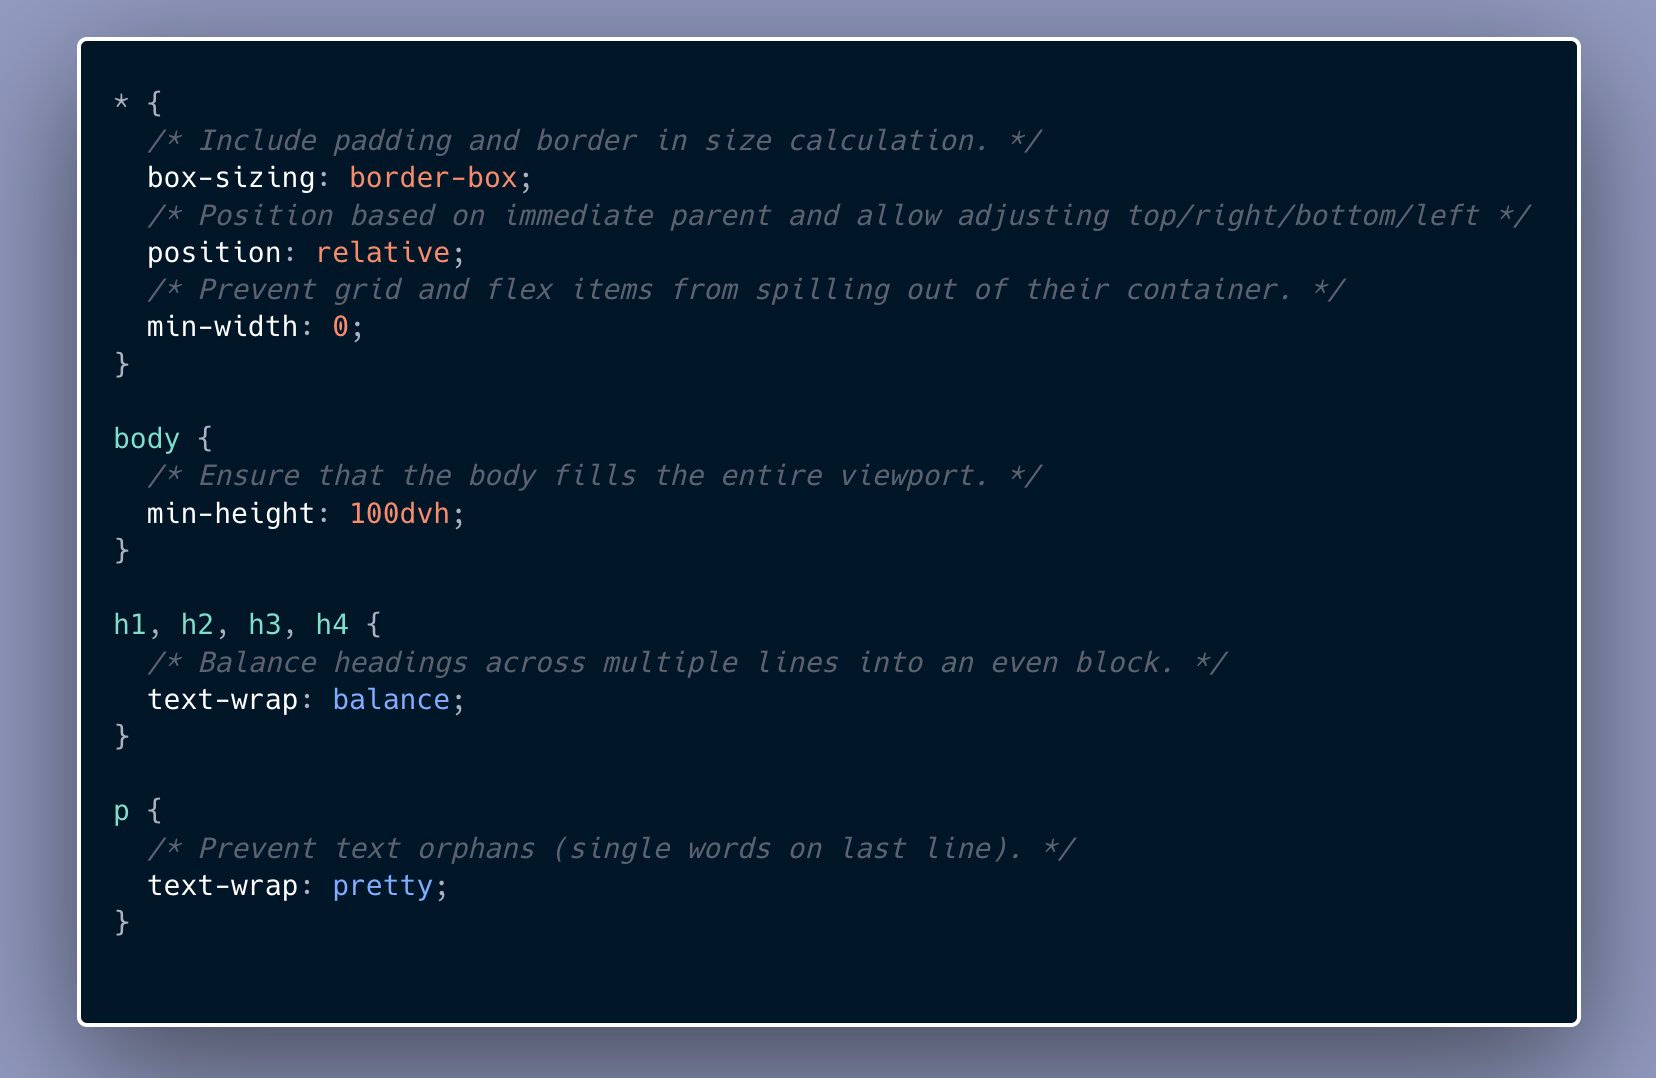 * {
  /* Include padding and border in size calculation. */
  box-sizing: border-box;
  /* Position based on immediate parent and allow adjusting top/right/bottom/left */
  position: relative;
  /* Prevent grid and flex items from spilling out of their container. */
  min-width: 0;
}

body {
  /* Ensure that the body fills the entire viewport. */
  min-height: 100dvh;
}

h1, h2, h3, h4 {
  /* Balance headings across multiple lines into an even block. */
  text-wrap: balance;
}

p {
  /* Prevent text orphans (single words on last line). */
  text-wrap: pretty;
}